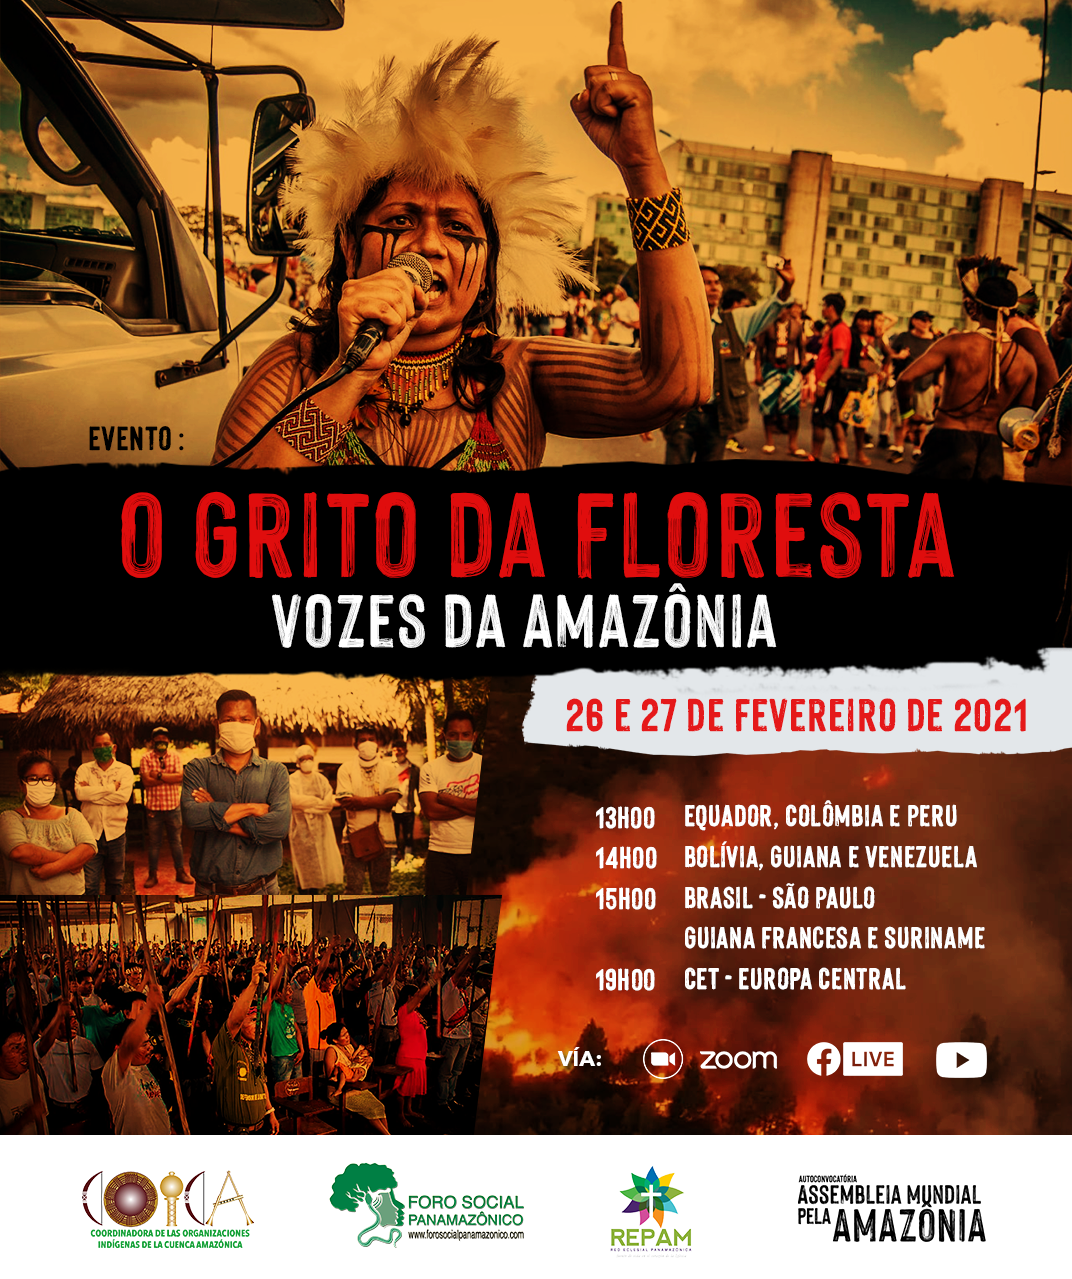 EVENTO :
O GRITO DA FLORESTA
VOZES DA AMAZÔNIA
26 E 27 DE FEVEREIRO DE 2021
13H00 EQUADOR, COLÔMBIA E PERU
14H00 BOLÍVIA, GUIANA E VENEZUELA
15H00 BRASIL - SÃO PAULO
GUIANA FRANCESA E SURINAME
19H00 CET - EUROPA CENTRAL
VÍA: zoom LIVE
COICA
COORDINADORA DE LAS ORGANIZACIONES
INDÍGENAS DE LA CUENCA AMAZÓNICA
FORO SOCIAL
PANAMAZÔNICO
www.forosocialpanamazonico.com
REPAM
RED ECLESIAL PANAMAZÓNICA
AUTOCONVOCATÓRIA
ASSEMBLEIA MUNDIAL
PELA AMAZÔNIA